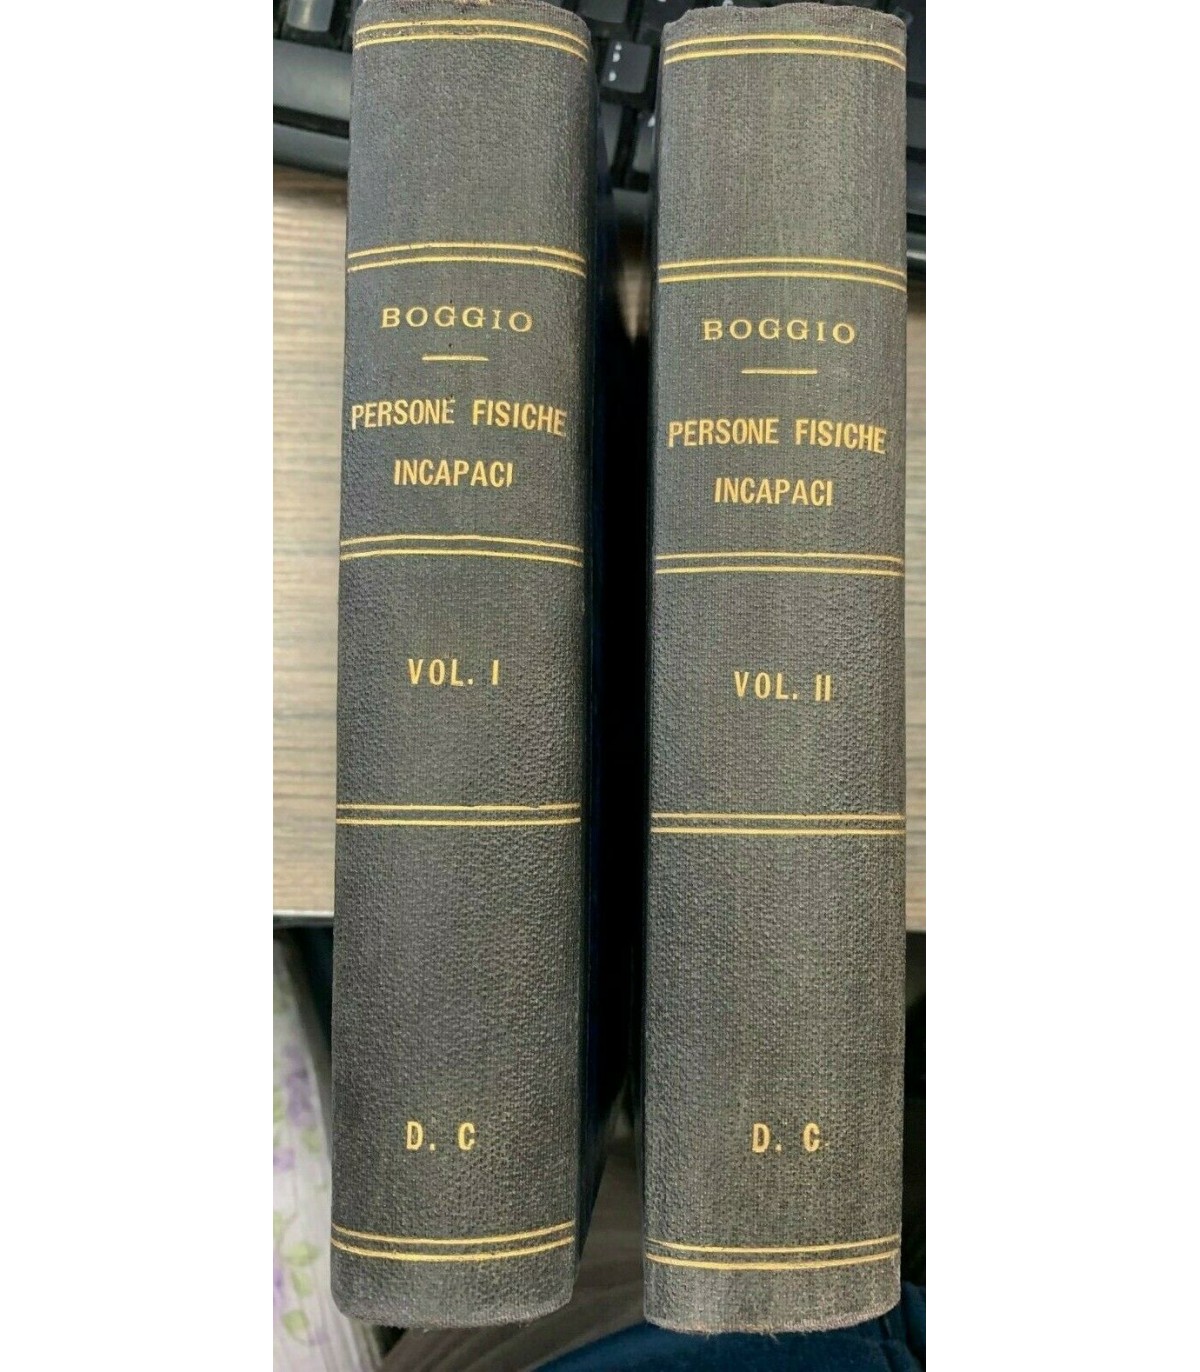 BOGGIO
PERSONE FISICHE
INCAPACI
VOL. I
D. C
BOGGIO
PERSONE FISICHE
INCAPACI
VOL. II
D. C.